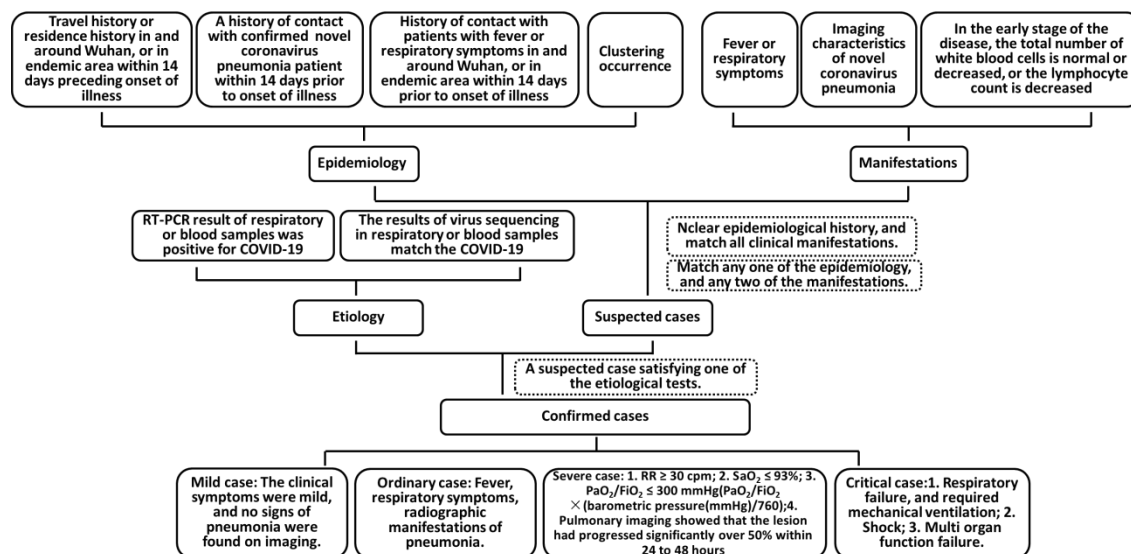 Travel history or
residence history in and
around Wuhan, or in
endemic area within 14
days preceding onset of
illness
A history of contact
with confirmed novel
coronavirus
pneumonia patient
within 14 days prior
to onset of illness
History of contact with
patients with fever or
respiratory symptoms in and
around Wuhan, or in
endemic area within 14 days
prior to onset of illness
Clustering
occurrence
Fever or
respiratory
symptoms
Imaging
characteristics
of novel
coronavirus
pneumonia
In the early stage of the
disease, the total number of
white blood cells is normal or
decreased, or the lymphocyte
count is decreased
Epidemiology
Manifestations
RT-PCR result of respiratory
or blood samples was
positive for COVID-19
The results of virus sequencing
in respiratory or blood samples
match the COVID-19
Nclear epidemiological history, and
match all clinical manifestations.
Match any one of the epidemiology,
and any two of the manifestations.
Etiology
Suspected cases
A suspected case satisfying one
of the etiological tests.
Confirmed cases
Mild case: The clinical
symptoms were mild,
and no signs of
pneumonia were
found on imaging.
Ordinary case: Fever,
respiratory symptoms,
radiographic
manifestations of
pneumonia.
Severe case: 1. RR ≥ 30 cpm; 2. SaO₂ ≤ 93%; 3.
PaO₂/FiO₂ ≤ 300 mmHg(PaO₂/FiO₂
×(barometric pressure(mmHg)/760);4.
Pulmonary imaging showed that the lesion
had progressed significantly over 50% within
24 to 48 hours
Critical case:1. Respiratory
failure, and required
mechanical ventilation; 2.
Shock; 3. Multi organ
function failure.